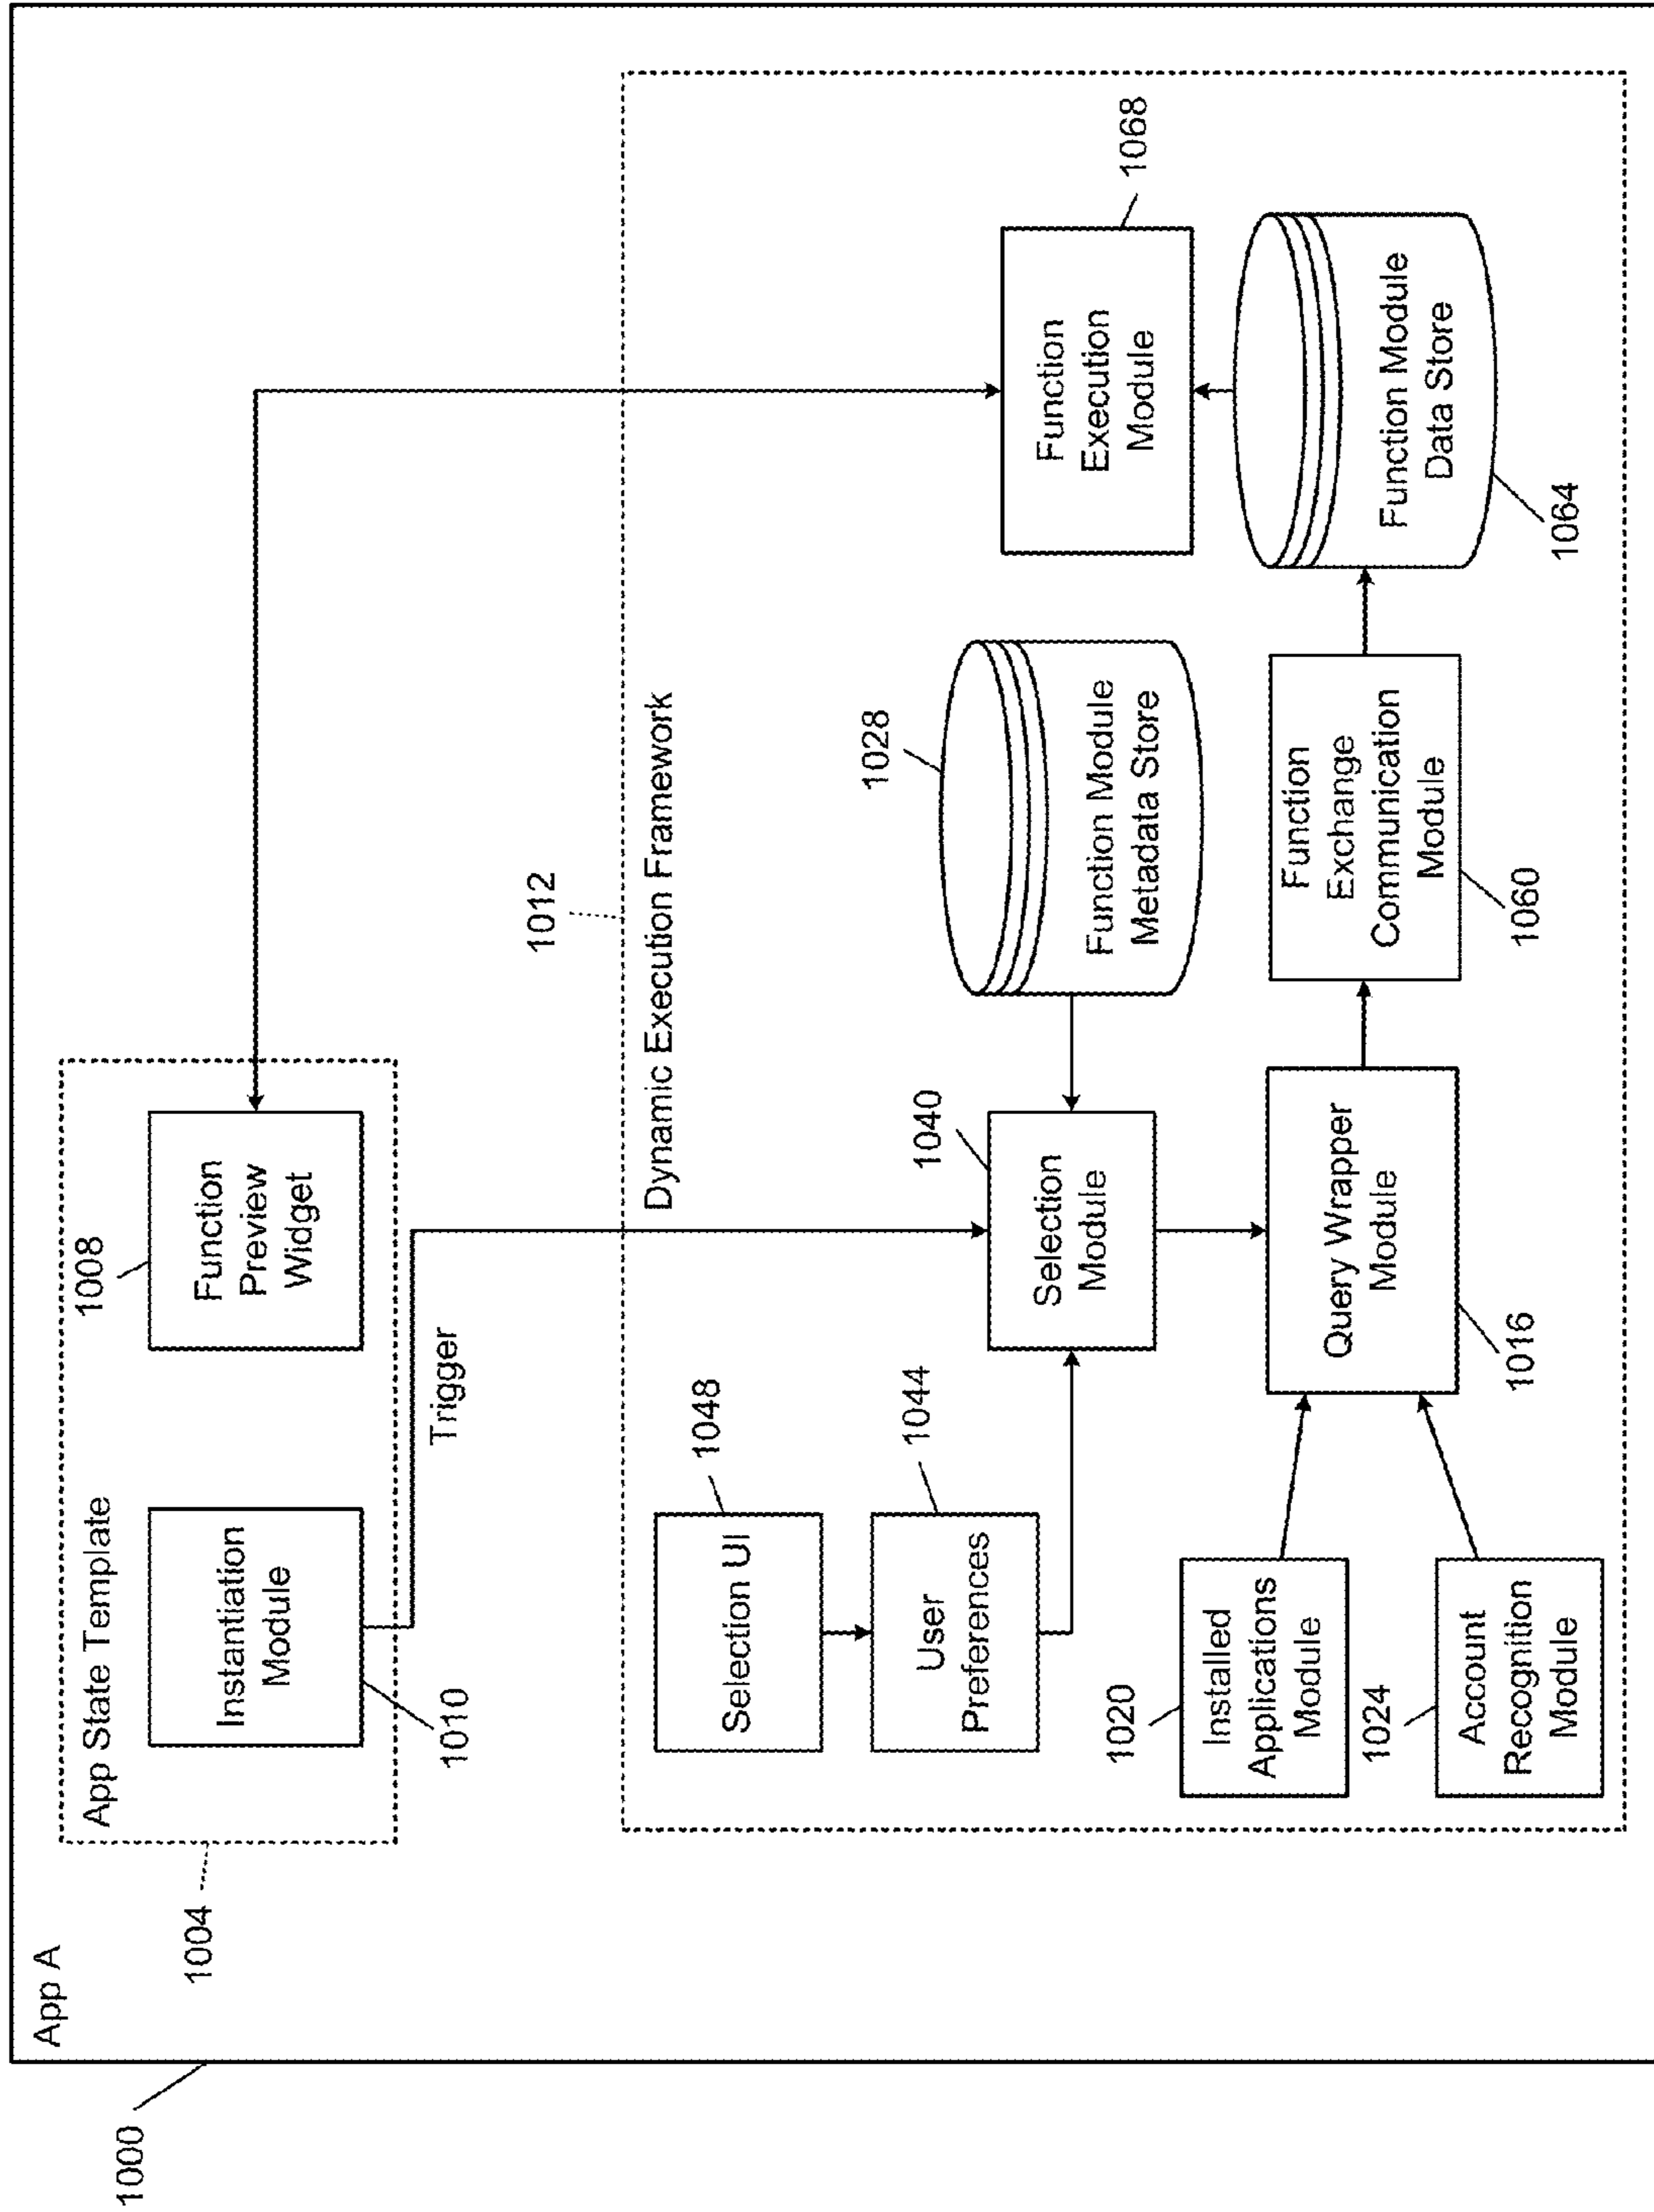 1000
App A
1004
App State Template
Instantiation
Module
1010
1008
Function
Preview
Widget
Trigger
1012
Dynamic Execution Framework
Selection UI
1048
User
Preferences
1044
Selection
Module
1040
1028
Function Module
Metadata Store
Function
Execution
Module
1068
1020
Installed
Applications
Module
1024
Account
Recognition
Module
Query Wrapper
Module
1016
Function
Exchange
Communication
Module
1060
Function Module
Data Store
1064